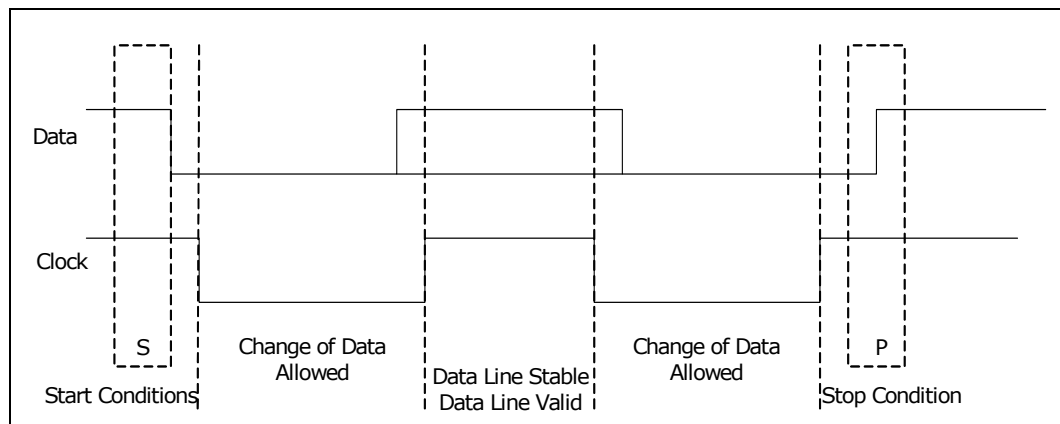 Data
Clock
S
Change of Data
Allowed
Data Line Stable
Data Line Valid
Change of Data
Allowed
P
Start Conditions
Stop Condition